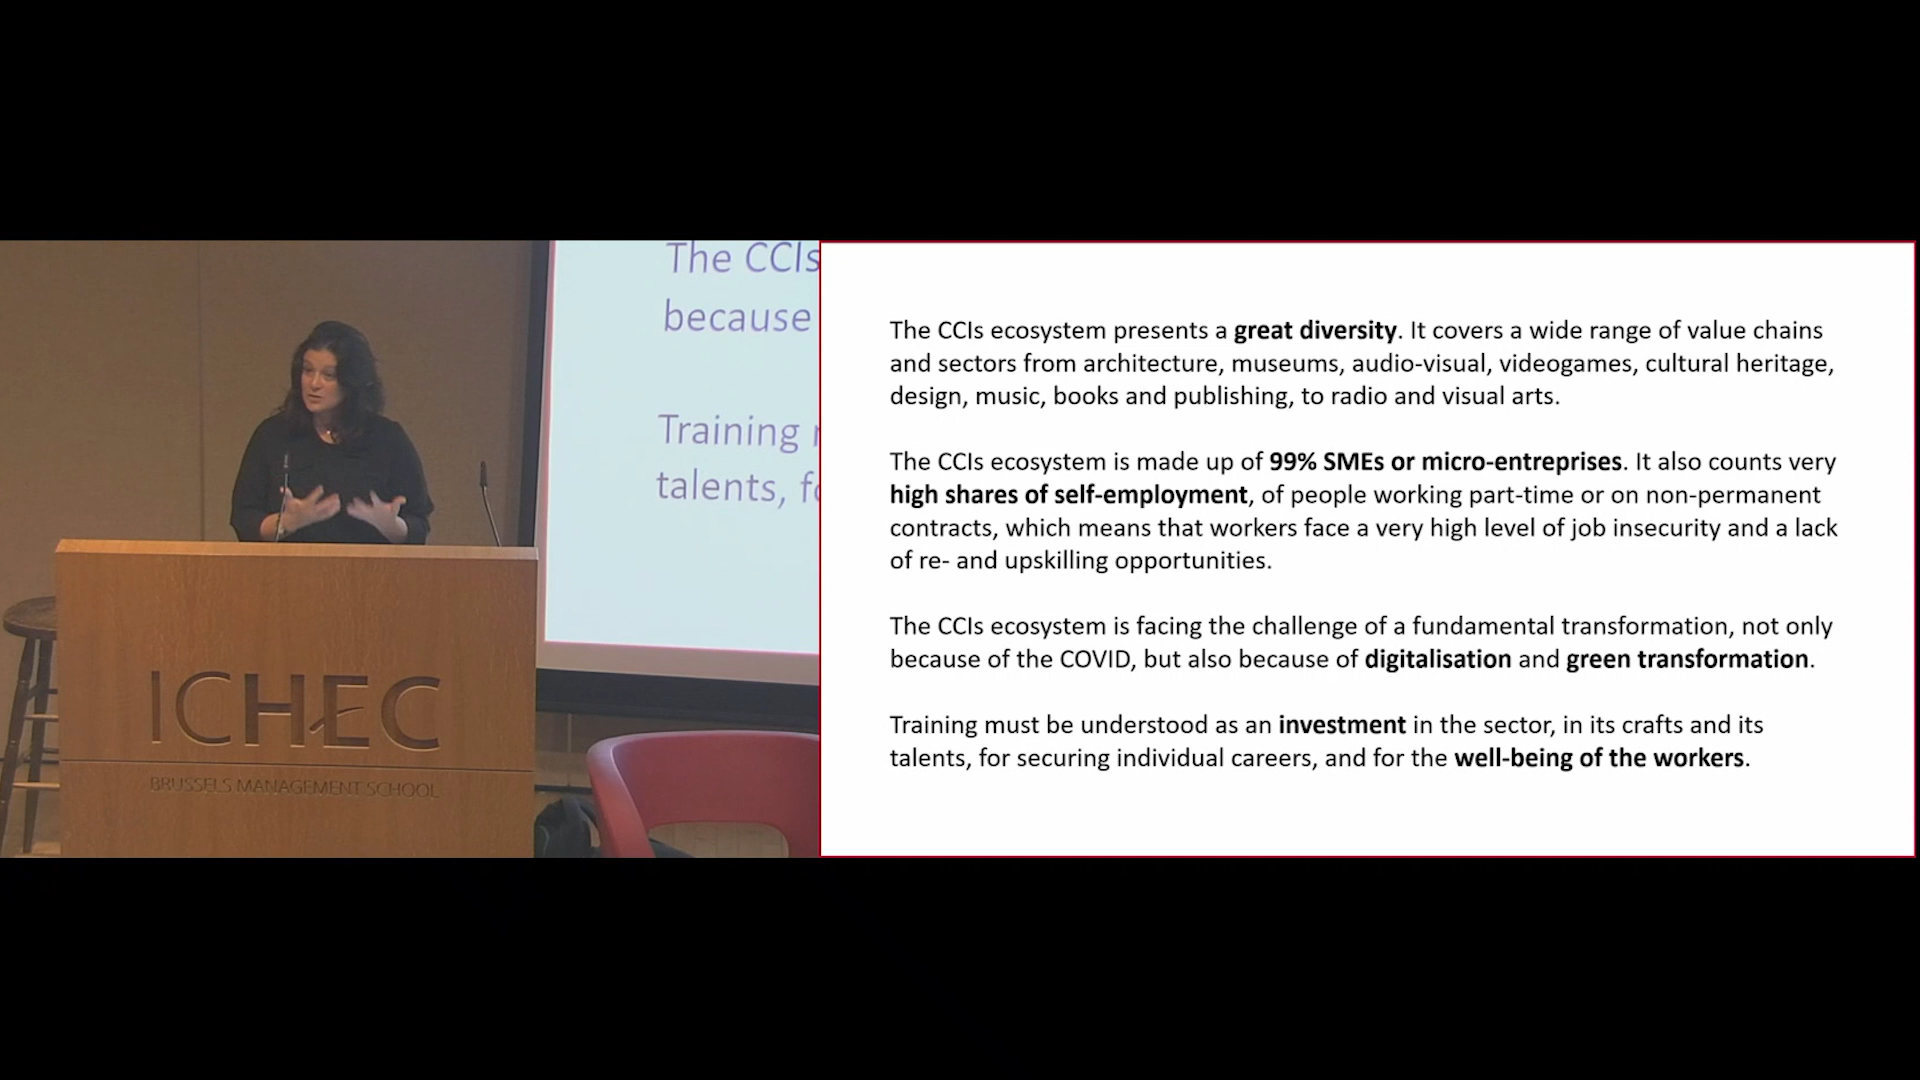 The CCIs
because
Training
talents, fo
ICHEC
BRUSSELS MANAGEMENT SCHOOL
The CCIs ecosystem presents a great diversity. It covers a wide range of value chains
and sectors from architecture, museums, audio-visual, videogames, cultural heritage,
design, music, books and publishing, to radio and visual arts.
The CCIs ecosystem is made up of 99% SMEs or micro-entreprises. It also counts very
high shares of self-employment, of people working part-time or on non-permanent
contracts, which means that workers face a very high level of job insecurity and a lack
of re- and upskilling opportunities.
The CCIs ecosystem is facing the challenge of a fundamental transformation, not only
because of the COVID, but also because of digitalisation and green transformation.
Training must be understood as an investment in the sector, in its crafts and its
talents, for securing individual careers, and for the well-being of the workers.